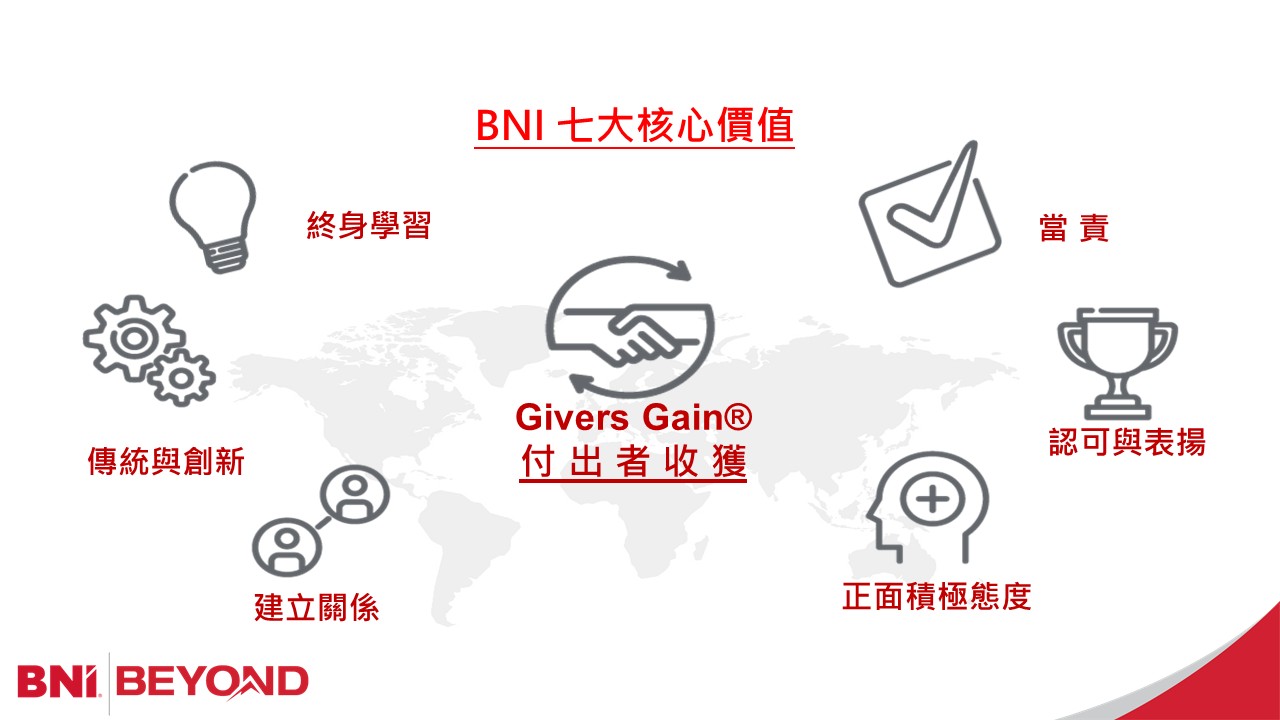 BNI 七大核心價值
終身學習
當 責
Givers Gain®
付 出 者 收 獲
傳統與創新
認可與表揚
建立關係
正面積極態度
BNI® BEYOND